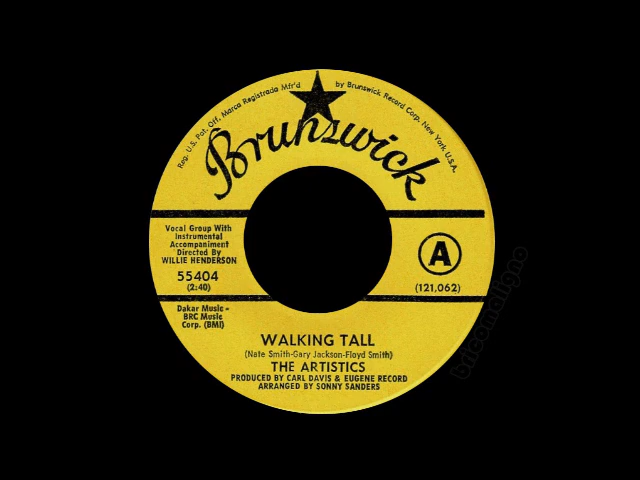 Reg. U.S. Pat. Off. Marca Registrada Mfr'd by Brunswick Record Corp. New York, U.S.A.
Brunswick
Vocal Group With
Instrumental
Accompaniment
Directed By
WILLIE HENDERSON
55404
(2:40)
A
(121,062)
Dakar Music-
BRC Music
Corp. (BMI)
WALKING TALL
(Nate Smith-Gary Jackson-Floyd Smith)
THE ARTISTICS
PRODUCED BY CARL DAVIS & EUGENE RECORD
ARRANGED BY SONNY SANDERS
bricomaligno